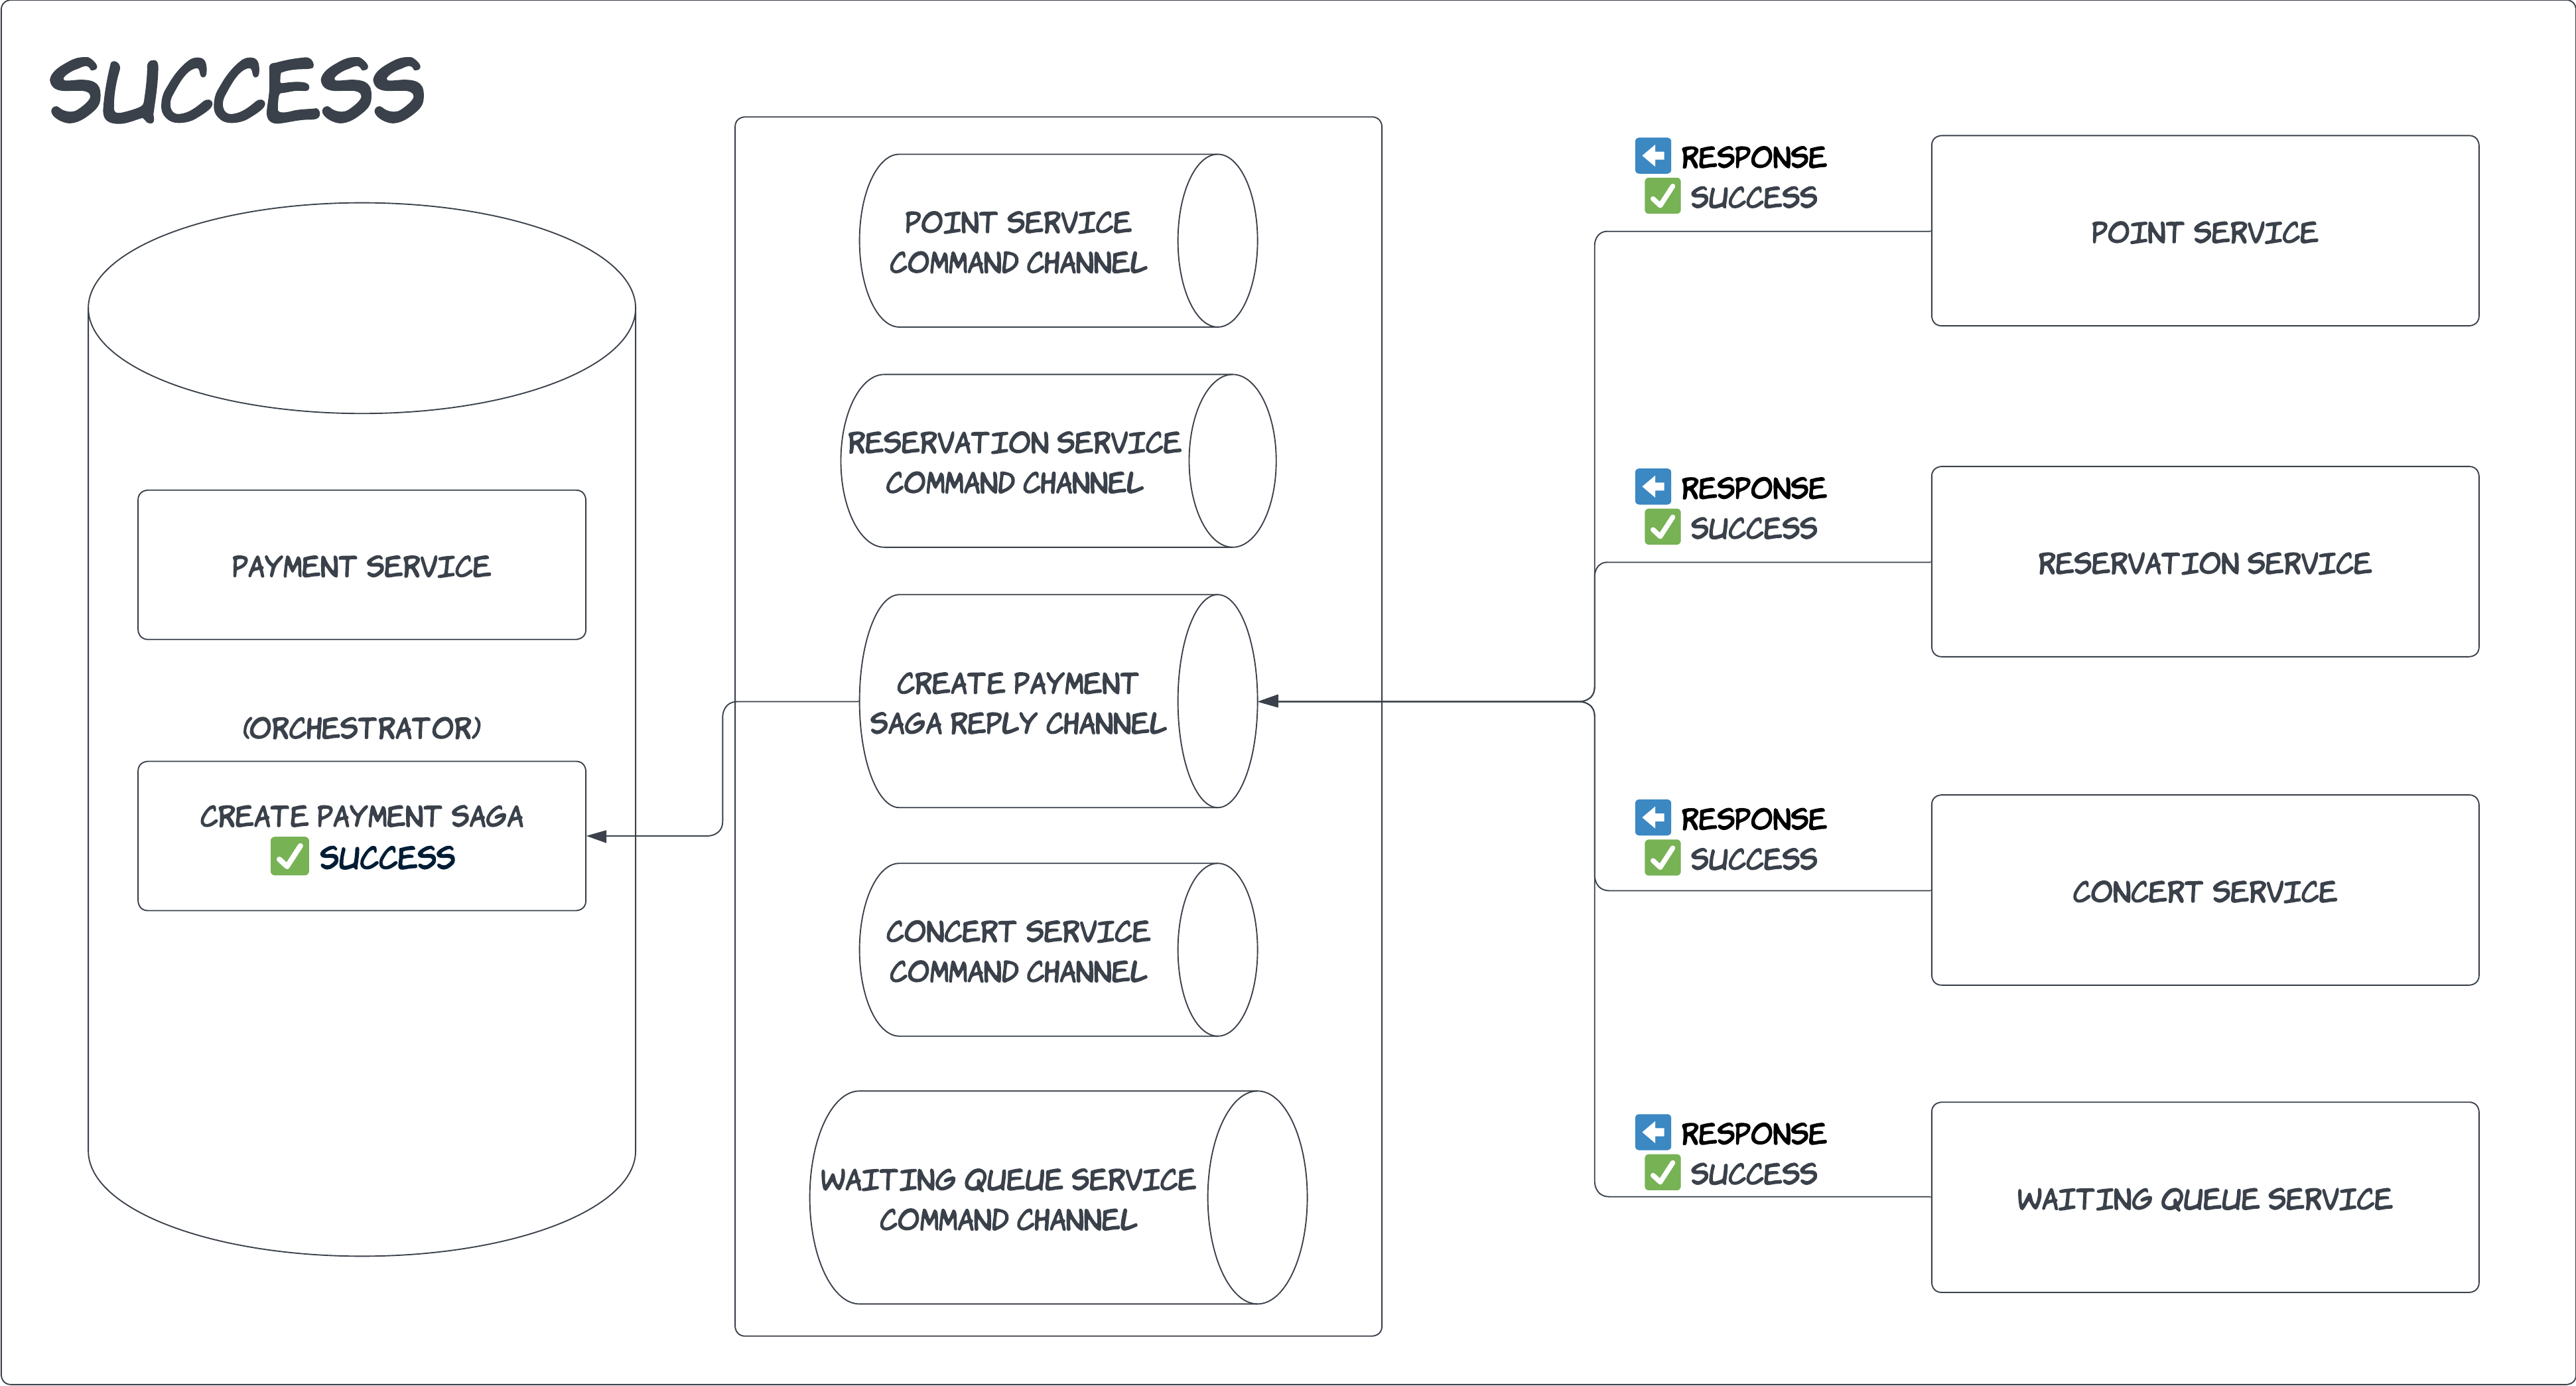 SUCCESS
PAYMENT SERVICE
(ORCHESTRATOR)
CREATE PAYMENT SAGA
✅ SUCCESS
POINT SERVICE
COMMAND CHANNEL
RESERVATION SERVICE
COMMAND CHANNEL
CREATE PAYMENT
SAGA REPLY CHANNEL
CONCERT SERVICE
COMMAND CHANNEL
WAITING QUEUE SERVICE
COMMAND CHANNEL
⬅️ RESPONSE
✅ SUCCESS
POINT SERVICE
⬅️ RESPONSE
✅ SUCCESS
RESERVATION SERVICE
⬅️ RESPONSE
✅ SUCCESS
CONCERT SERVICE
⬅️ RESPONSE
✅ SUCCESS
WAITING QUEUE SERVICE